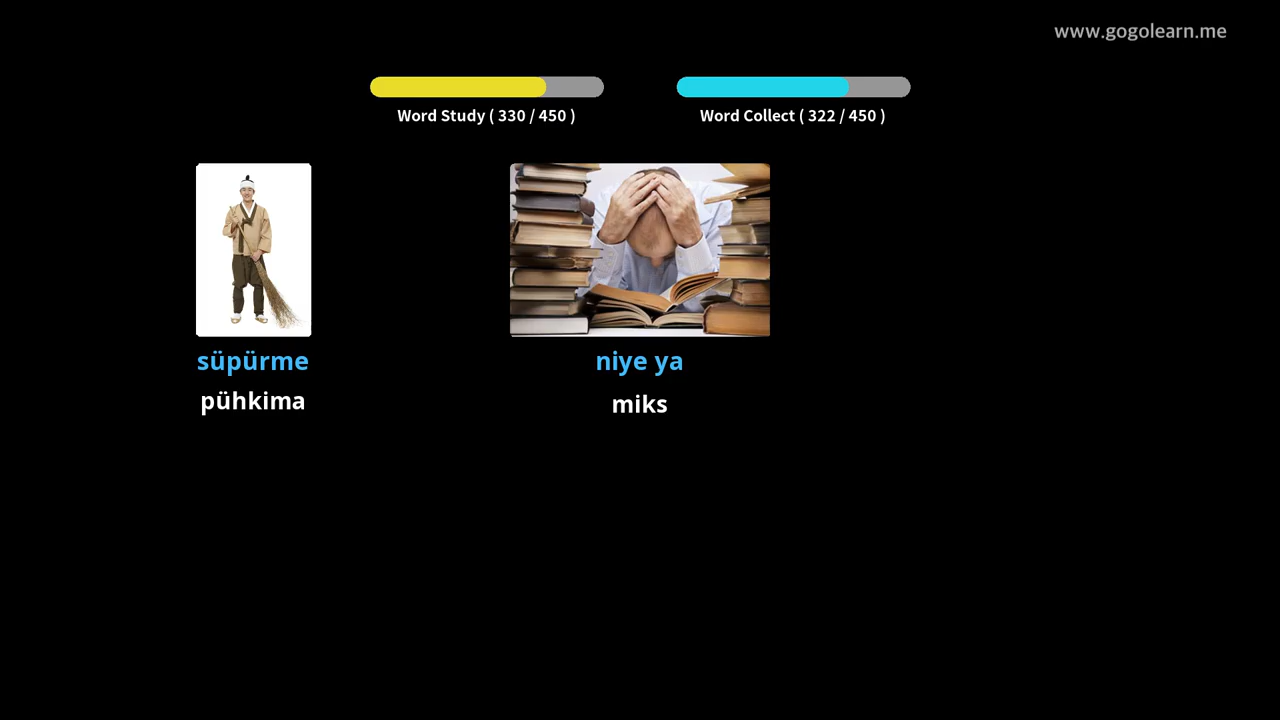 www.gogolearn.me
Word Study ( 330 / 450 )
Word Collect ( 322 / 450 )
süpürme
pühkima
niye ya
miks